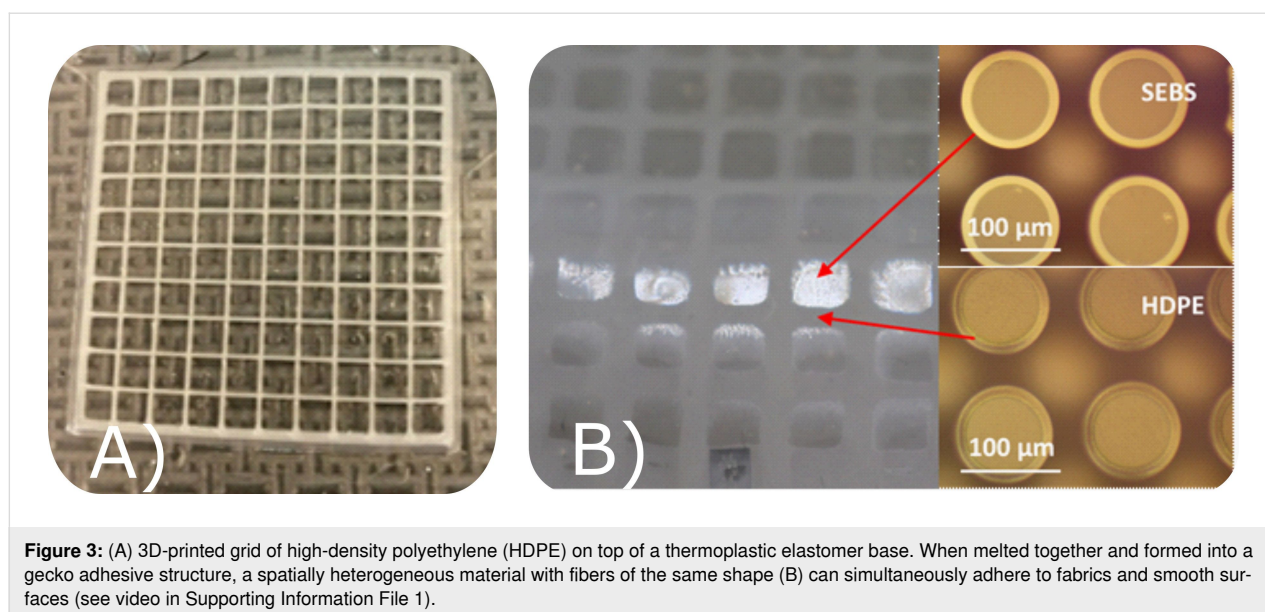 A)
B)
SEBS
100 µm
HDPE
100 µm
Figure 3: (A) 3D-printed grid of high-density polyethylene (HDPE) on top of a thermoplastic elastomer base. When melted together and formed into a
gecko adhesive structure, a spatially heterogeneous material with fibers of the same shape (B) can simultaneously adhere to fabrics and smooth sur-
faces (see video in Supporting Information File 1).